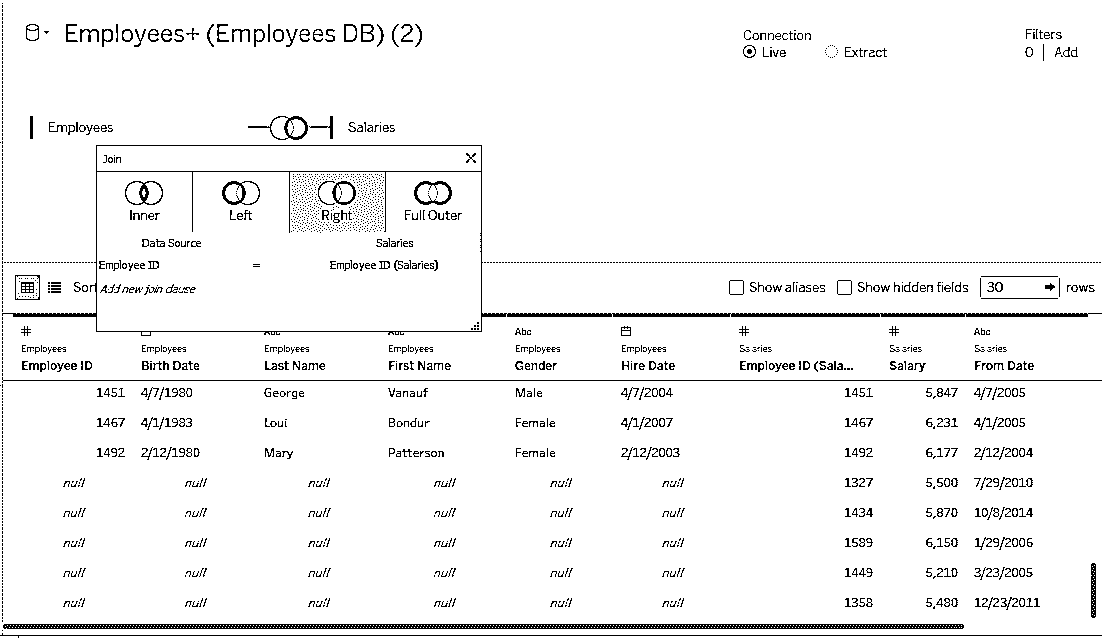 Employees+ (Employees DB) (2)
Connection
Live Extract
Filters
0 | Add
Employees Salaries
Join
Inner Left Right Full Outer
Data Source Salaries
Employee ID = Employee ID (Salaries)
Add new join clause
Sort
Show aliases Show hidden fields 30 rows
# Abc Abc Abc # # Abc
Employees Employees Employees Employees Employees Employees Salaries Salaries Salaries
Employee ID Birth Date Last Name First Name Gender Hire Date Employee ID (Sala... Salary From Date
1451 4/7/1980 George Vanauf Male 4/7/2004 1451 5,847 4/7/2005
1467 4/1/1983 Loui Bondur Female 4/1/2007 1467 6,231 4/1/2005
1492 2/12/1980 Mary Patterson Female 2/12/2003 1492 6,177 2/12/2004
null null null null null null 1327 5,500 7/29/2010
null null null null null null 1434 5,870 10/8/2014
null null null null null null 1589 6,150 1/29/2006
null null null null null null 1449 5,210 3/23/2005
null null null null null null 1358 5,480 12/23/2011